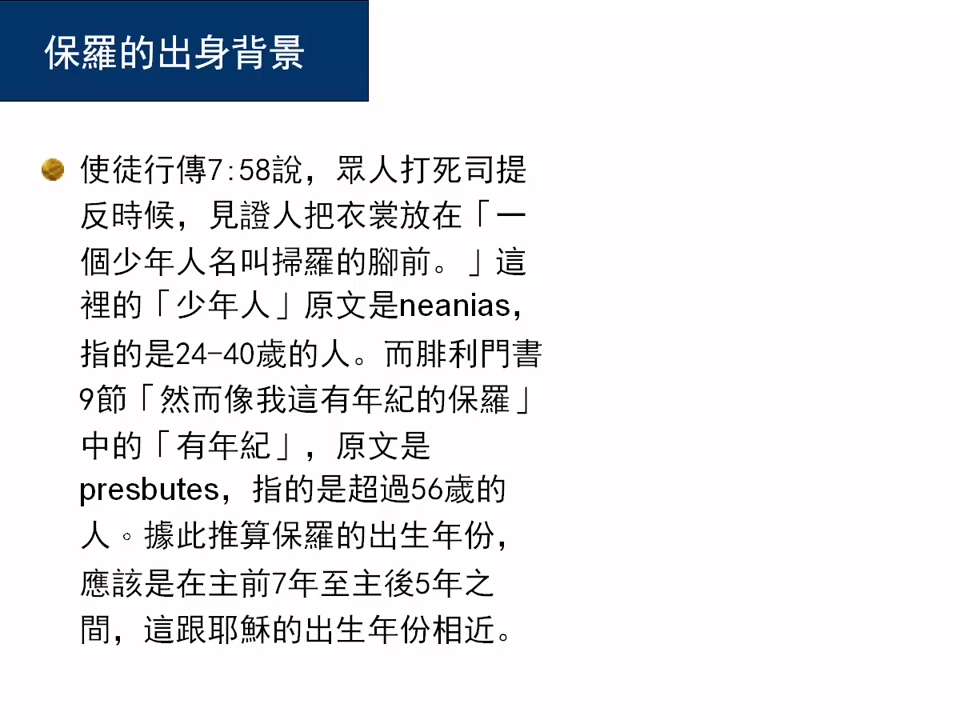 保羅的出身背景
使徒行傳7:58說，眾人打死司提
反時候，見證人把衣裳放在「一
個少年人名叫掃羅的腳前。」這
裡的「少年人」原文是neanias，
指的是24-40歲的人。而腓利門書
9節「然而像我這有年紀的保羅」
中的「有年紀」，原文是
presbutes，指的是超過56歲的
人。據此推算保羅的出生年份，
應該是在主前7年至主後5年之
間，這跟耶穌的出生年份相近。